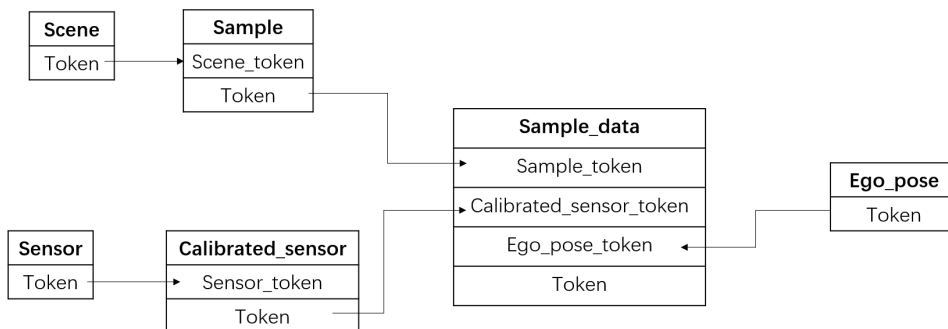 Scene
Token
Sample
Scene_token
Token
Sample_data
Sample_token
Calibrated_sensor_token
Ego_pose_token
Token
Ego_pose
Token
Sensor
Token
Calibrated_sensor
Sensor_token
Token